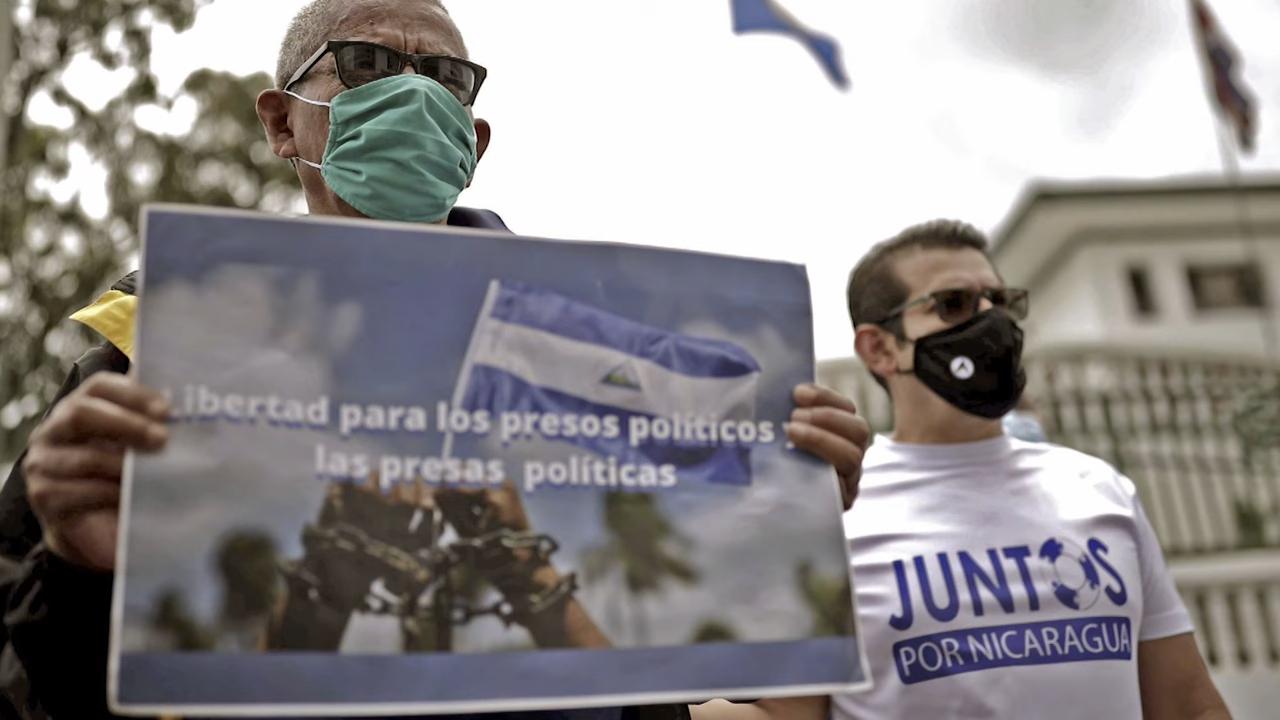 Libertad para los presos políticos y
las presas políticas
JUNTOS
POR NICARAGUA